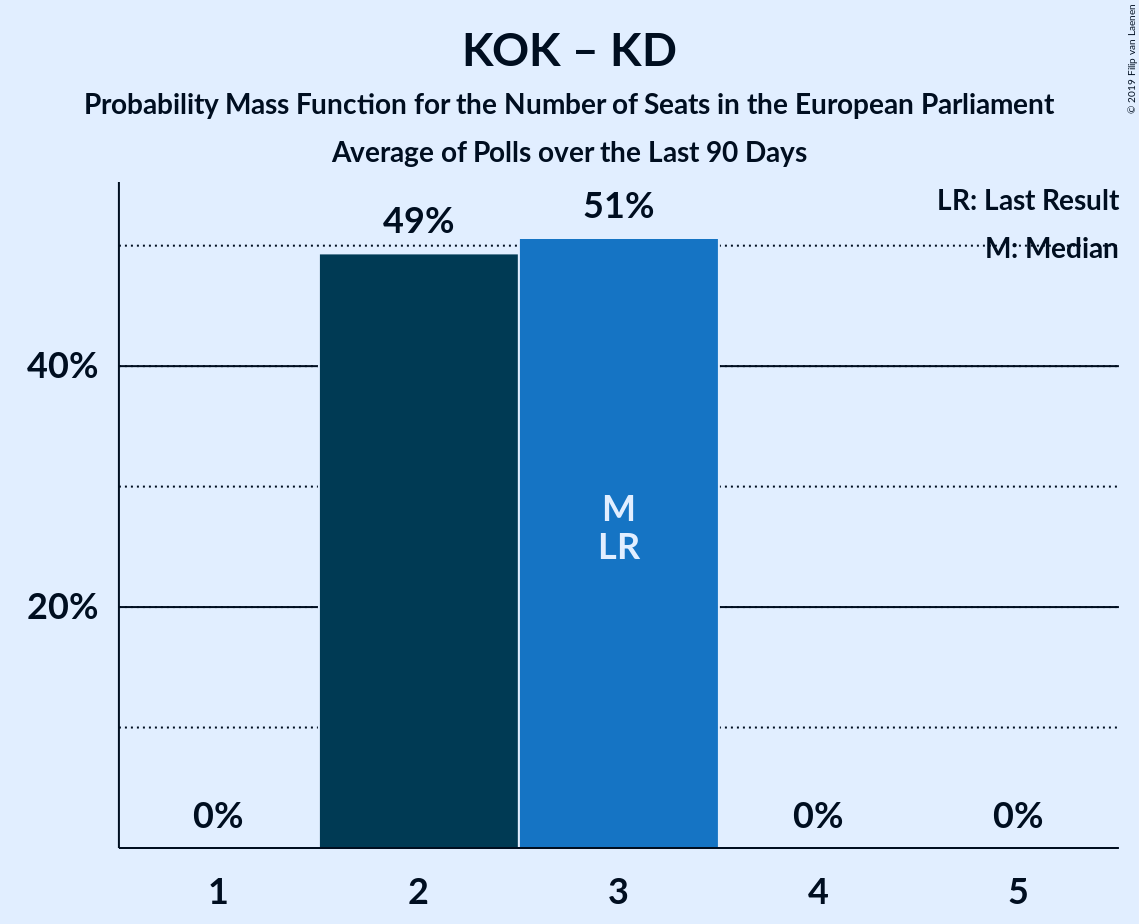 KOK – KD
Probability Mass Function for the Number of Seats in the European Parliament
Average of Polls over the Last 90 Days
© 2019 Filip van Laenen
LR: Last Result
M: Median
49%
51%
40%
20%
M
LR
0%
0%
0%
1
2
3
4
5